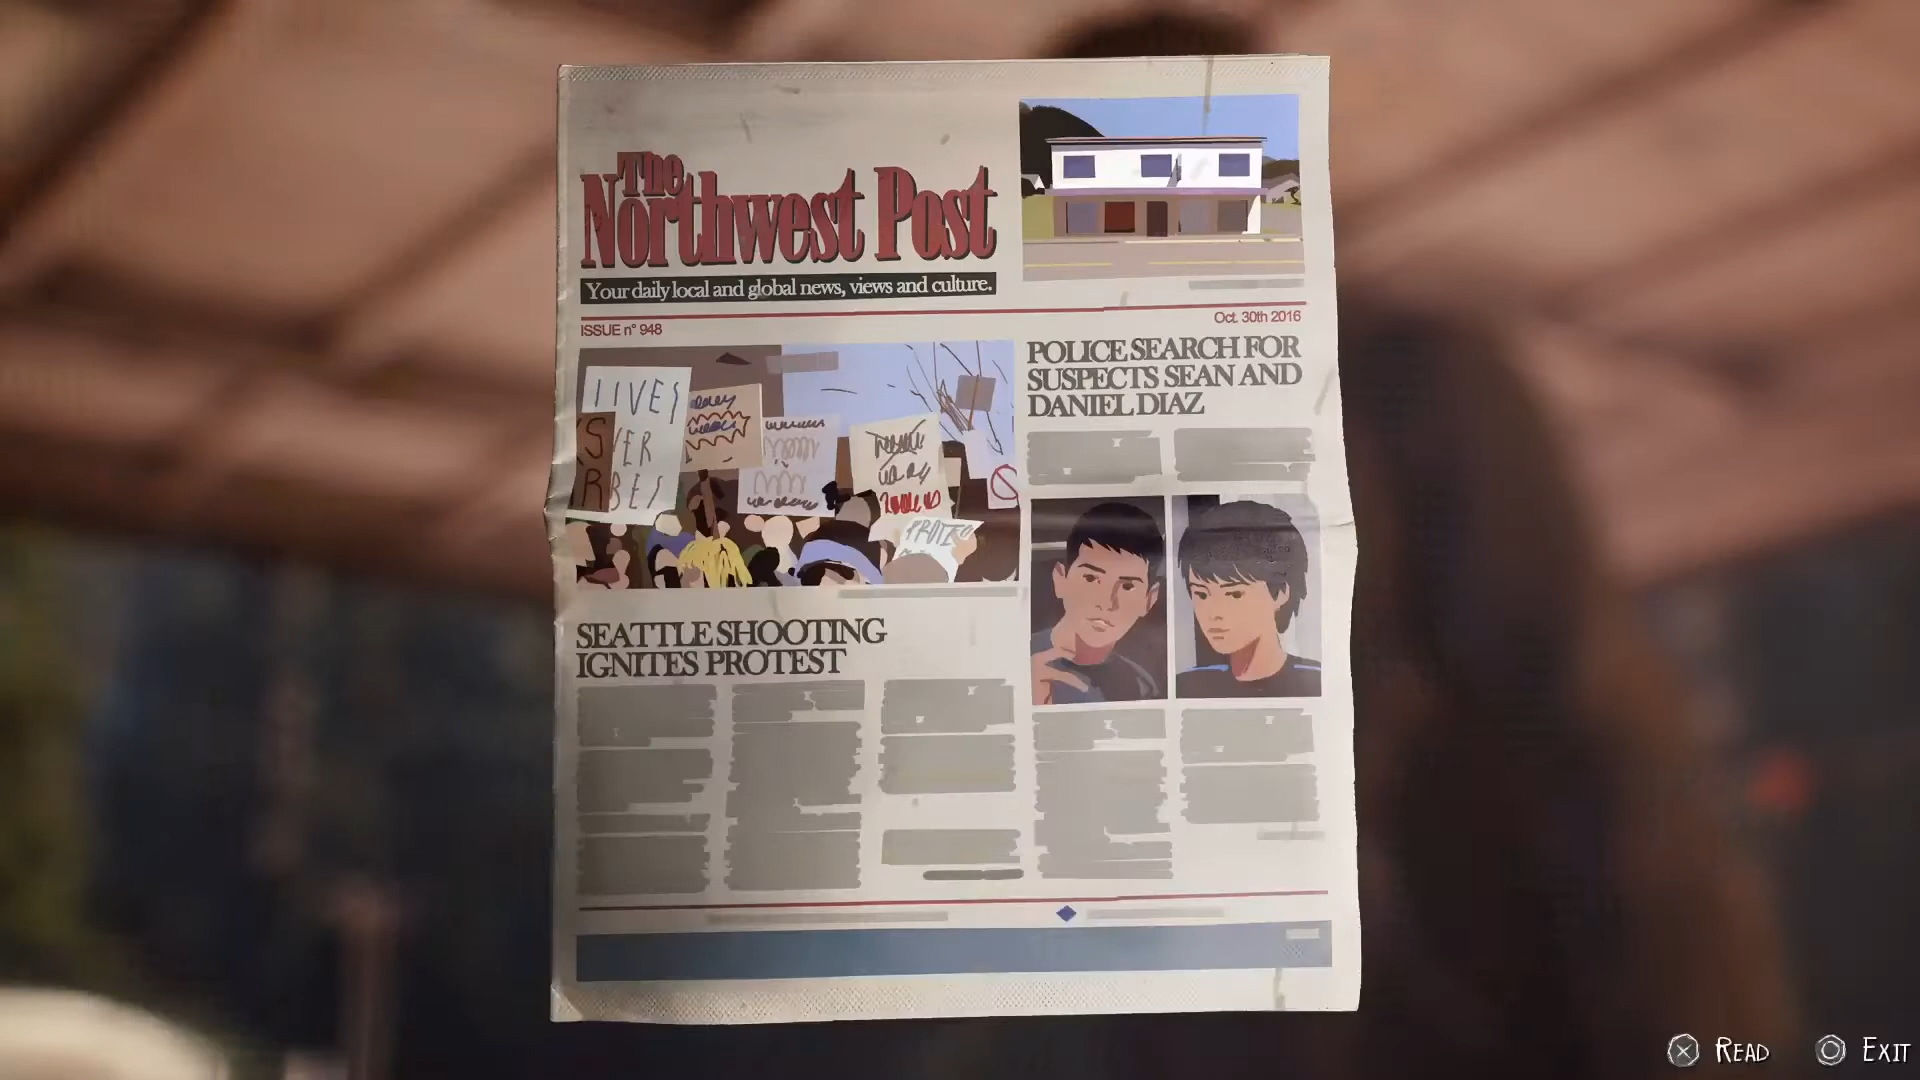 The
Northwest Post
Your daily local and global news, views and culture.
ISSUE n° 948
Oct. 30th 2016
LIVES
PROTE
SEATTLE SHOOTING
IGNITES PROTEST
POLICE SEARCH FOR
SUSPECTS SEAN AND
DANIEL DIAZ
READ
EXIT